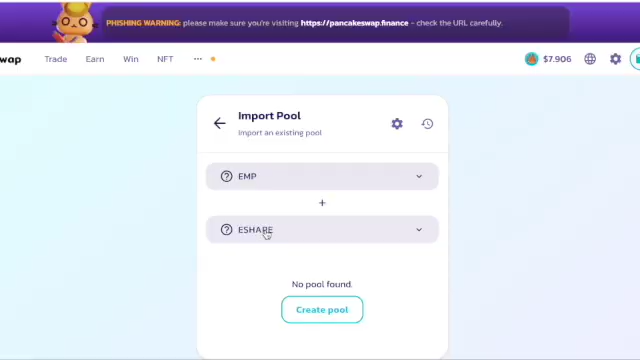 PHISHING WARNING: please make sure you're visiting https://pancakeswap.finance - check the URL carefully.
wap Trade Earn Win NFT ... $7.906
Import Pool
Import an existing pool
EMP
+
ESHARE
No pool found.
Create pool